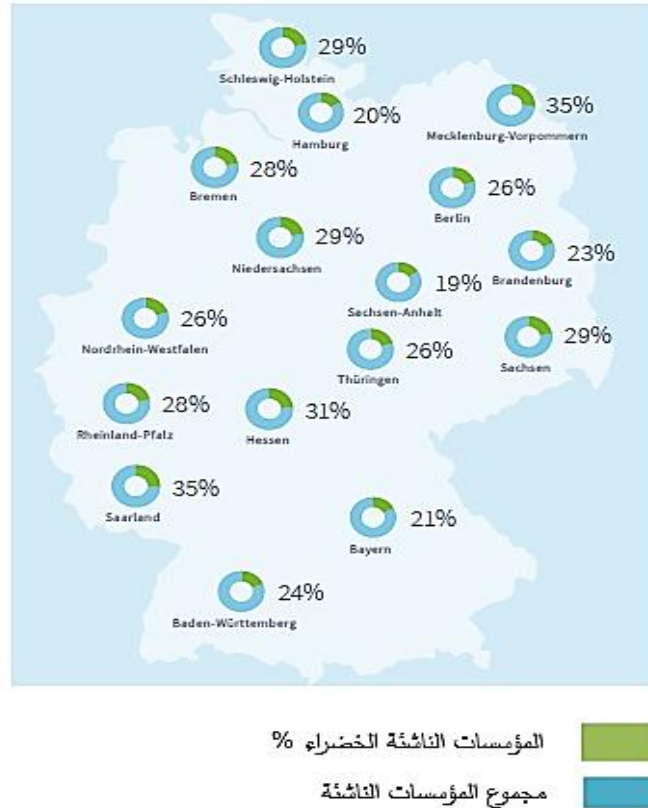 29%
Schleswig-Holstein
20%
Hamburg
35%
Mecklenburg-Vorpommern
28%
Bremen
26%
Berlin
29%
Niedersachsen
23%
Brandenburg
19%
Sachsen-Anhalt
26%
Nordrhein-Westfalen
26%
Thüringen
29%
Sachsen
28%
Rheinland-Pfalz
31%
Hessen
35%
Saarland
21%
Bayern
24%
Baden-Württemberg
المؤسسات الناشئة الخضراء %
مجموع المؤسسات الناشئة